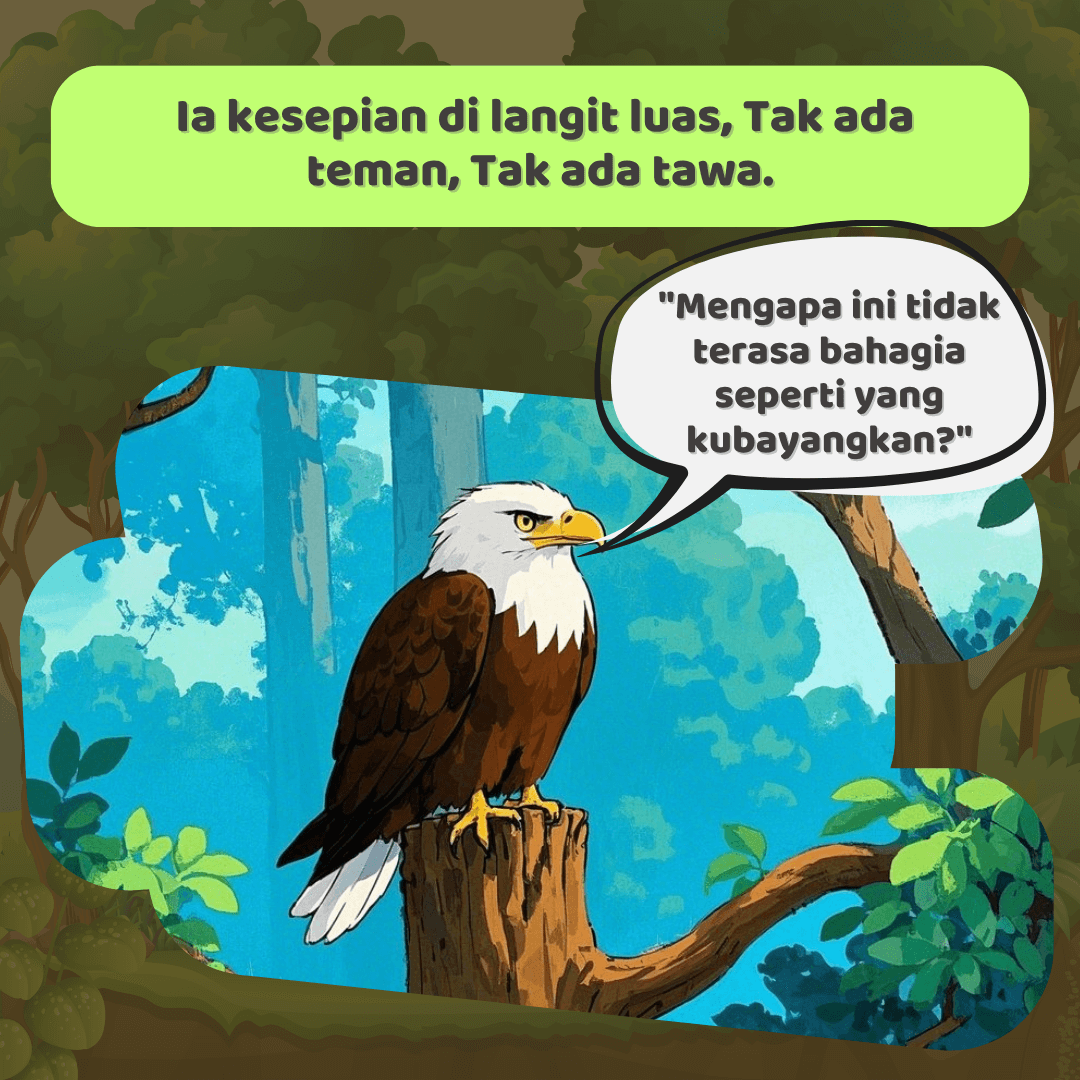 Ia kesepian di langit luas, Tak ada
teman, Tak ada tawa.
"Mengapa ini tidak
terasa bahagia
seperti yang
kubayangkan?"